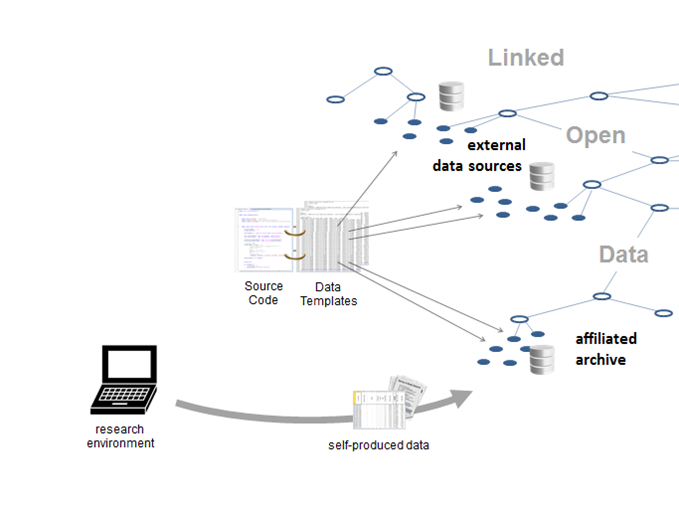 Linked
Open
external
data sources
Data
Source
Code
Data
Templates
affiliated
archive
research
environment
self-produced data